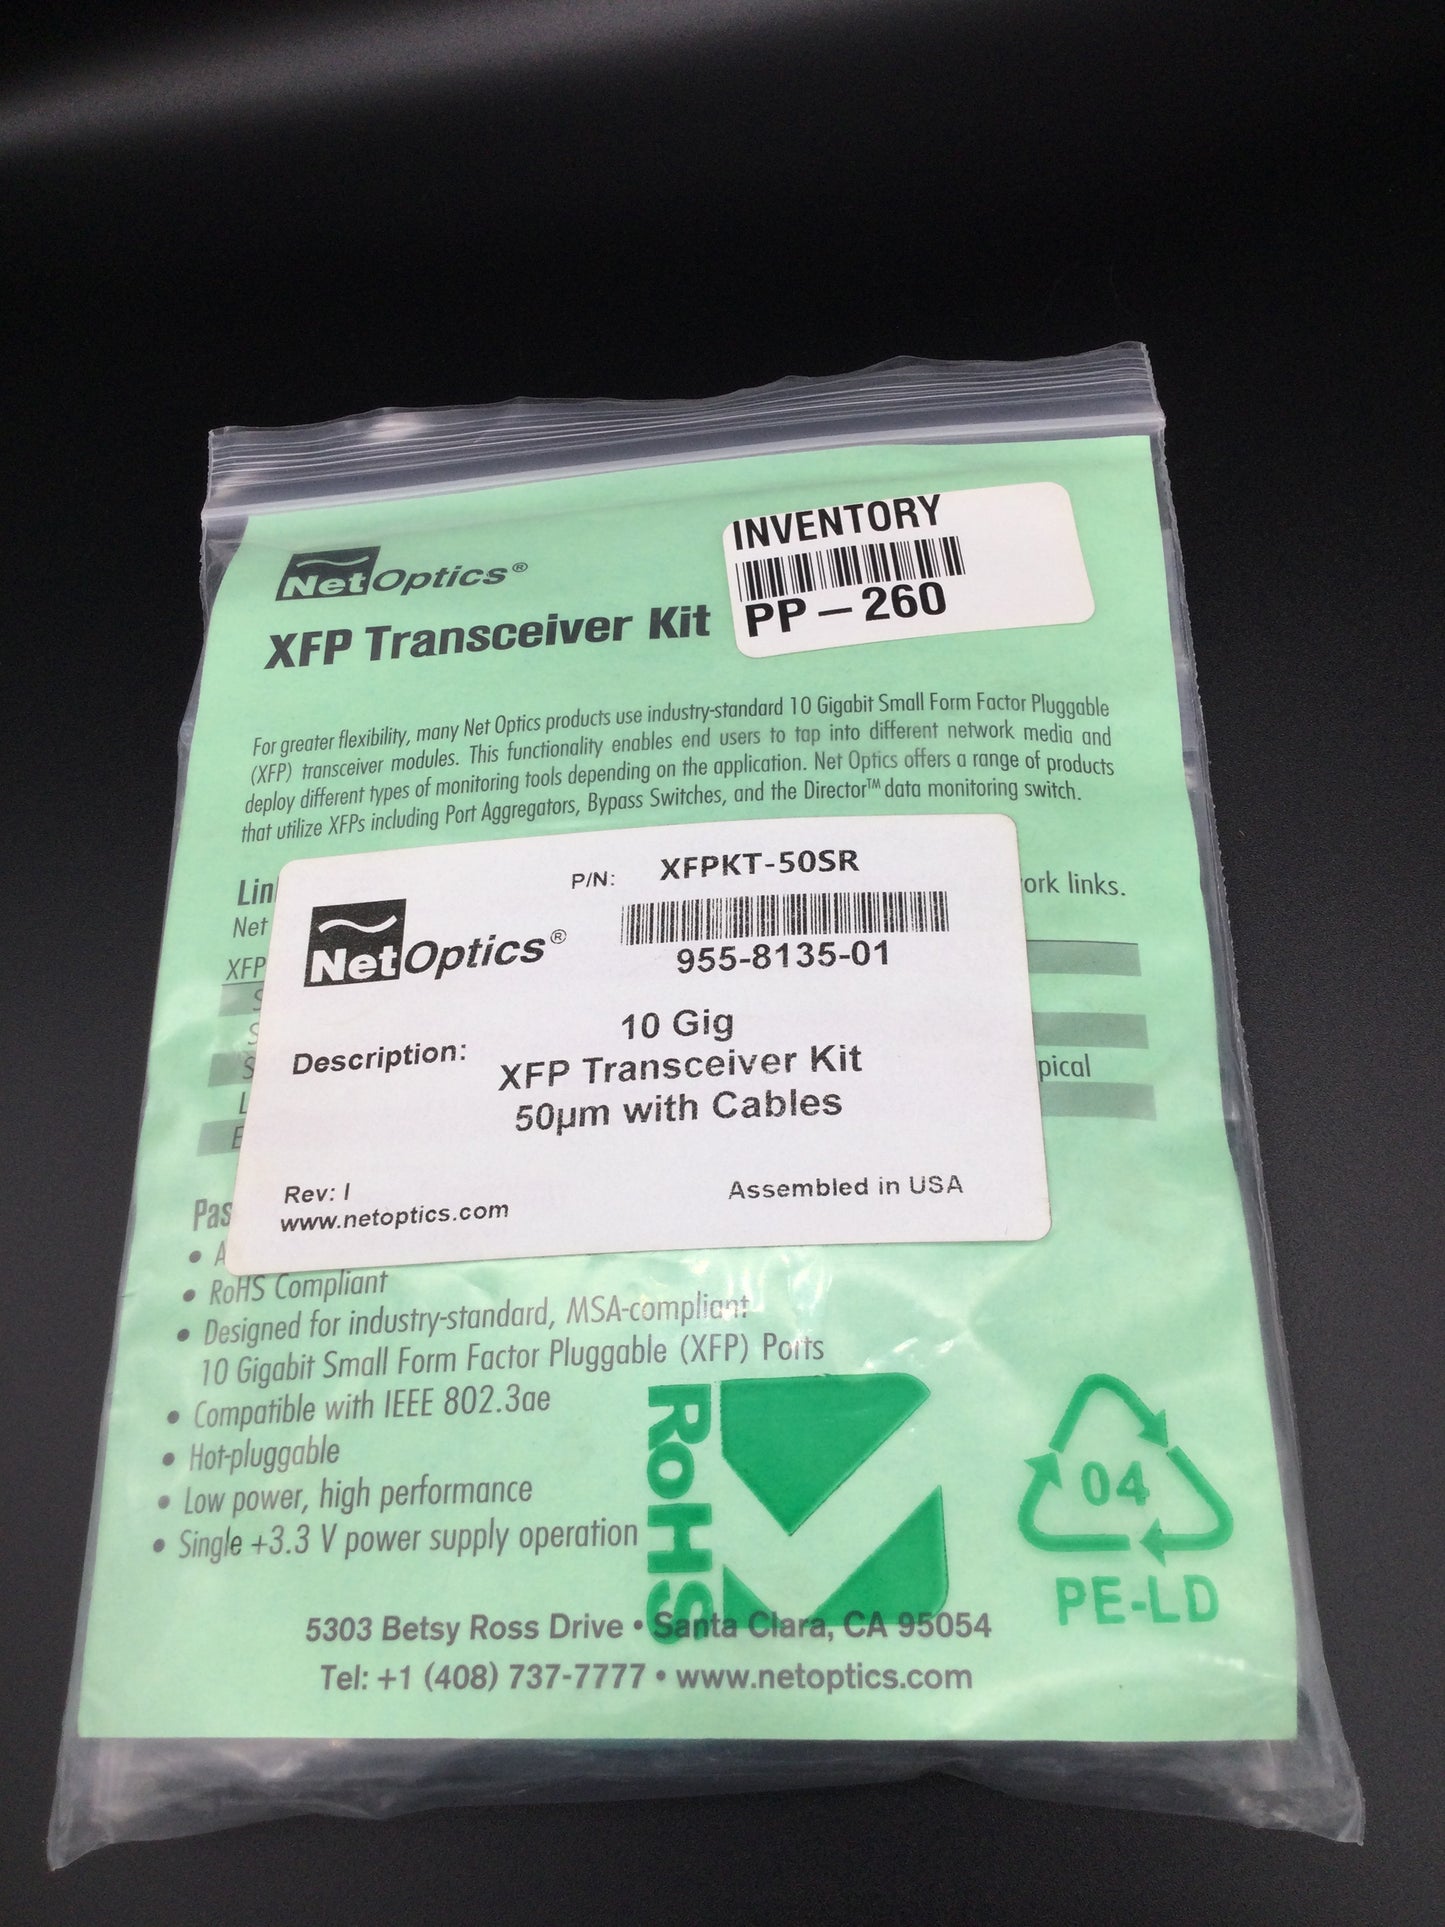 NetOptics®
XFP Transceiver Kit
INVENTORY
PP-260
For greater flexibility, many Net Optics products use industry-standard 10 Gigabit Small Form Factor Pluggable
(XFP) transceiver modules. This functionality enables end users to tap into different network media and
deploy different types of monitoring tools depending on the application. Net Optics offers a range of products
that utilize XFPs including Port Aggregators, Bypass Switches, and the Director™ data monitoring switch.
links.
Net
XFP
P/N: XFPKT-50SR
NetOptics®
955-8135-01
Description: 10 Gig
XFP Transceiver Kit
50µm with Cables
Rev: I
Assembled in USA
www.netoptics.com
• RoHS Compliant
• Designed for industry-standard, MSA-compliant
10 Gigabit Small Form Factor Pluggable (XFP) Ports
• Compatible with IEEE 802.3ae
• Hot-pluggable
• Low power, high performance
• Single +3.3 V power supply operation
RoHS
04
PE-LD
5303 Betsy Ross Drive • Santa Clara, CA 95054
Tel: +1 (408) 737-7777 • www.netoptics.com